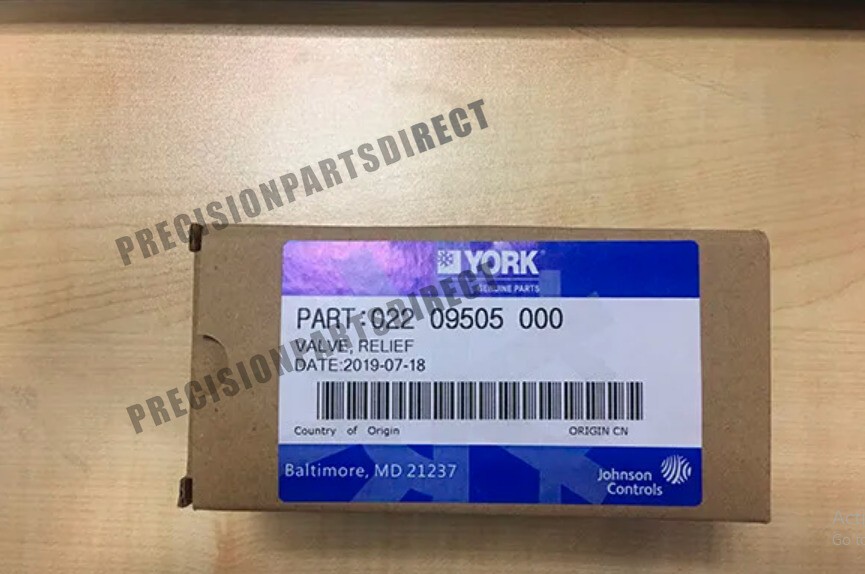 PRECISIONPARTSDIRECT
YORK
GENUINE PARTS
PRECISIONPARTSDIRECT
PART:022 09505 000
VALVE, RELIEF
DATE:2019-07-18
Country of Origin
ORIGIN CN
Baltimore, MD 21237
Johnson
Controls